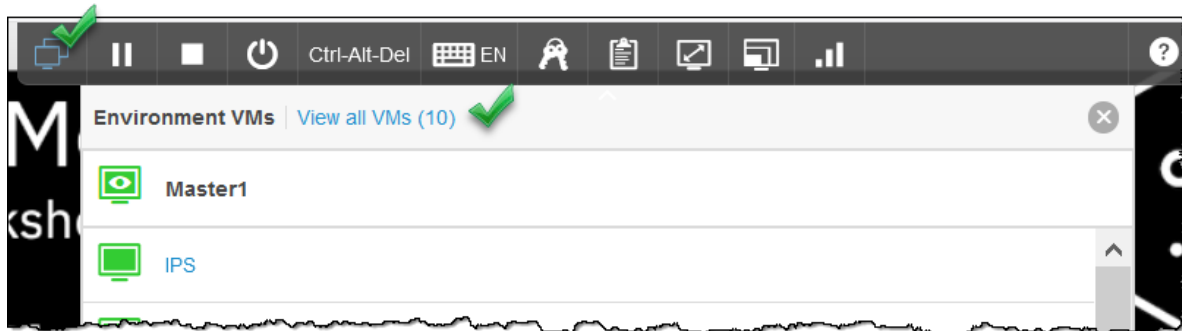 Ctrl-Alt-Del EN ?
Environment VMs | View all VMs (10)
Master1
IPS